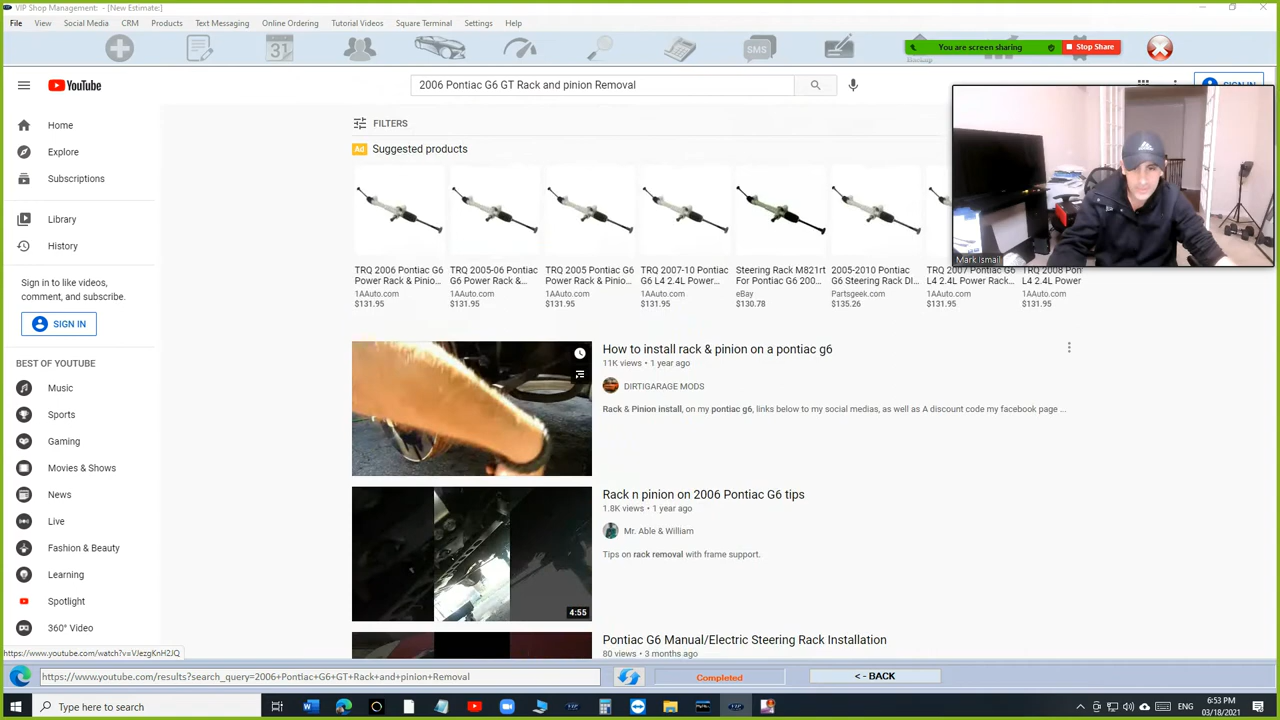 VIP Shop Management: - [New Estimate:]
File View Social Media CRM Products Text Messaging Online Ordering Tutorial Videos Square Terminal Settings Help
31
SMS
You are screen sharing
Stop Share
YouTube
2006 Pontiac G6 GT Rack and pinion Removal
Mark Ismail
Home
Explore
Subscriptions
Library
History
Sign in to like videos,
comment, and subscribe.
SIGN IN
BEST OF YOUTUBE
Music
Sports
Gaming
Movies & Shows
News
Live
Fashion & Beauty
Learning
Spotlight
360° Video
FILTERS
Ad Suggested products
TRQ 2006 Pontiac G6
Power Rack & Pinio...
1AAuto.com
$131.95
TRQ 2005-06 Pontiac
G6 Power Rack &...
1AAuto.com
$131.95
TRQ 2005 Pontiac G6
Power Rack & Pinio...
1AAuto.com
$131.95
TRQ 2007-10 Pontiac
G6 L4 2.4L Power...
1AAuto.com
$131.95
Steering Rack M821rt
For Pontiac G6 200...
eBay
$130.78
2005-2010 Pontiac
G6 Steering Rack DI...
Partsgeek.com
$135.26
TRQ 2007 Pontiac G6
L4 2.4L Power Rack...
1AAuto.com
$131.95
TRQ 2008 Pont
L4 2.4L Power
1AAuto.com
$131.95
How to install rack & pinion on a pontiac g6
11K views • 1 year ago
DIRTIGARAGE MODS
Rack & Pinion install, on my pontiac g6, links below to my social medias, as well as A discount code my facebook page ...
4:55
Rack n pinion on 2006 Pontiac G6 tips
1.8K views • 1 year ago
Mr. Able & William
Tips on rack removal with frame support.
Pontiac G6 Manual/Electric Steering Rack Installation
80 views • 3 months ago
https://www.youtube.com/watch?v=VJezgKnH2JQ
https://www.youtube.com/results?search_query=2006+Pontiac+G6+GT+Rack+and+pinion+Removal
Completed
< - BACK
Type here to search
ENG
6:53 PM
03/18/2021